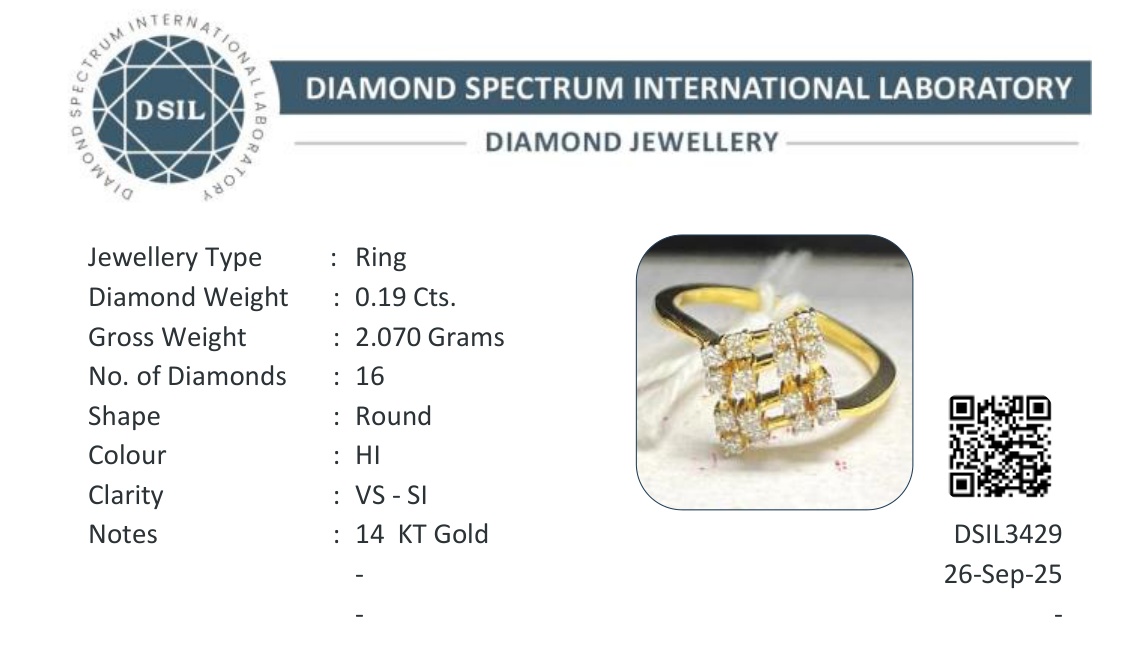 DIAMOND SPECTRUM INTERNATIONAL LABORATORY
DSIL
DIAMOND SPECTRUM INTERNATIONAL LABORATORY
DIAMOND JEWELLERY
Jewellery Type : Ring
Diamond Weight : 0.19 Cts.
Gross Weight : 2.070 Grams
No. of Diamonds : 16
Shape : Round
Colour : HI
Clarity : VS - SI
Notes : 14 KT Gold
-
-
DSIL3429
26-Sep-25
-